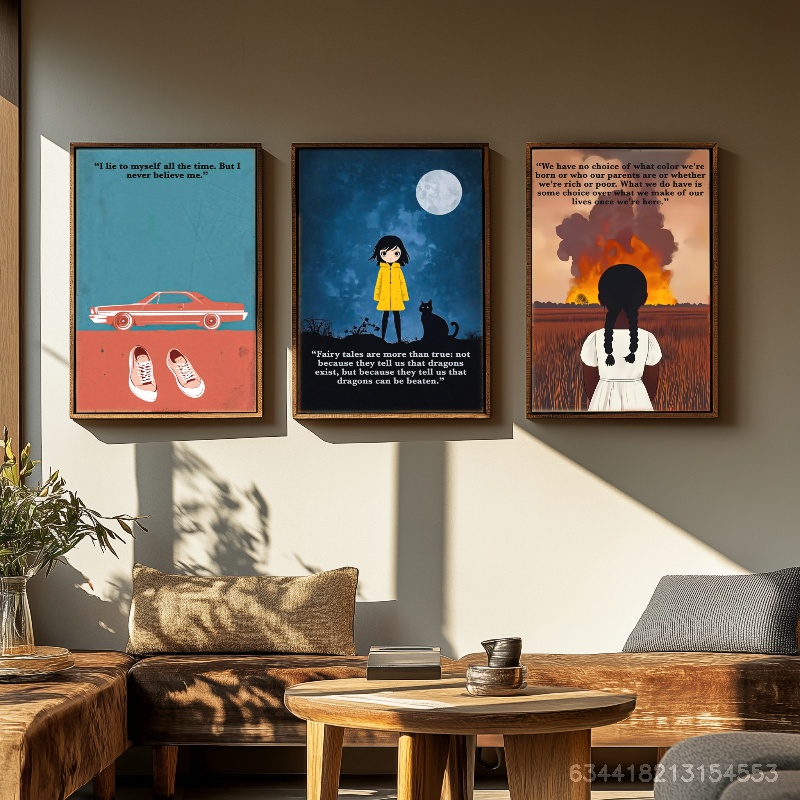 “I lie to myself all the time. But I
never believe me.”
“Fairy tales are more than true: not
because they tell us that dragons
exist, but because they tell us that
dragons can be beaten.”
“We have no choice of what color we're
born or who our parents are or whether
we're rich or poor. What we do have is
some choice over what we make of our
lives once we're here.”
634418213154553